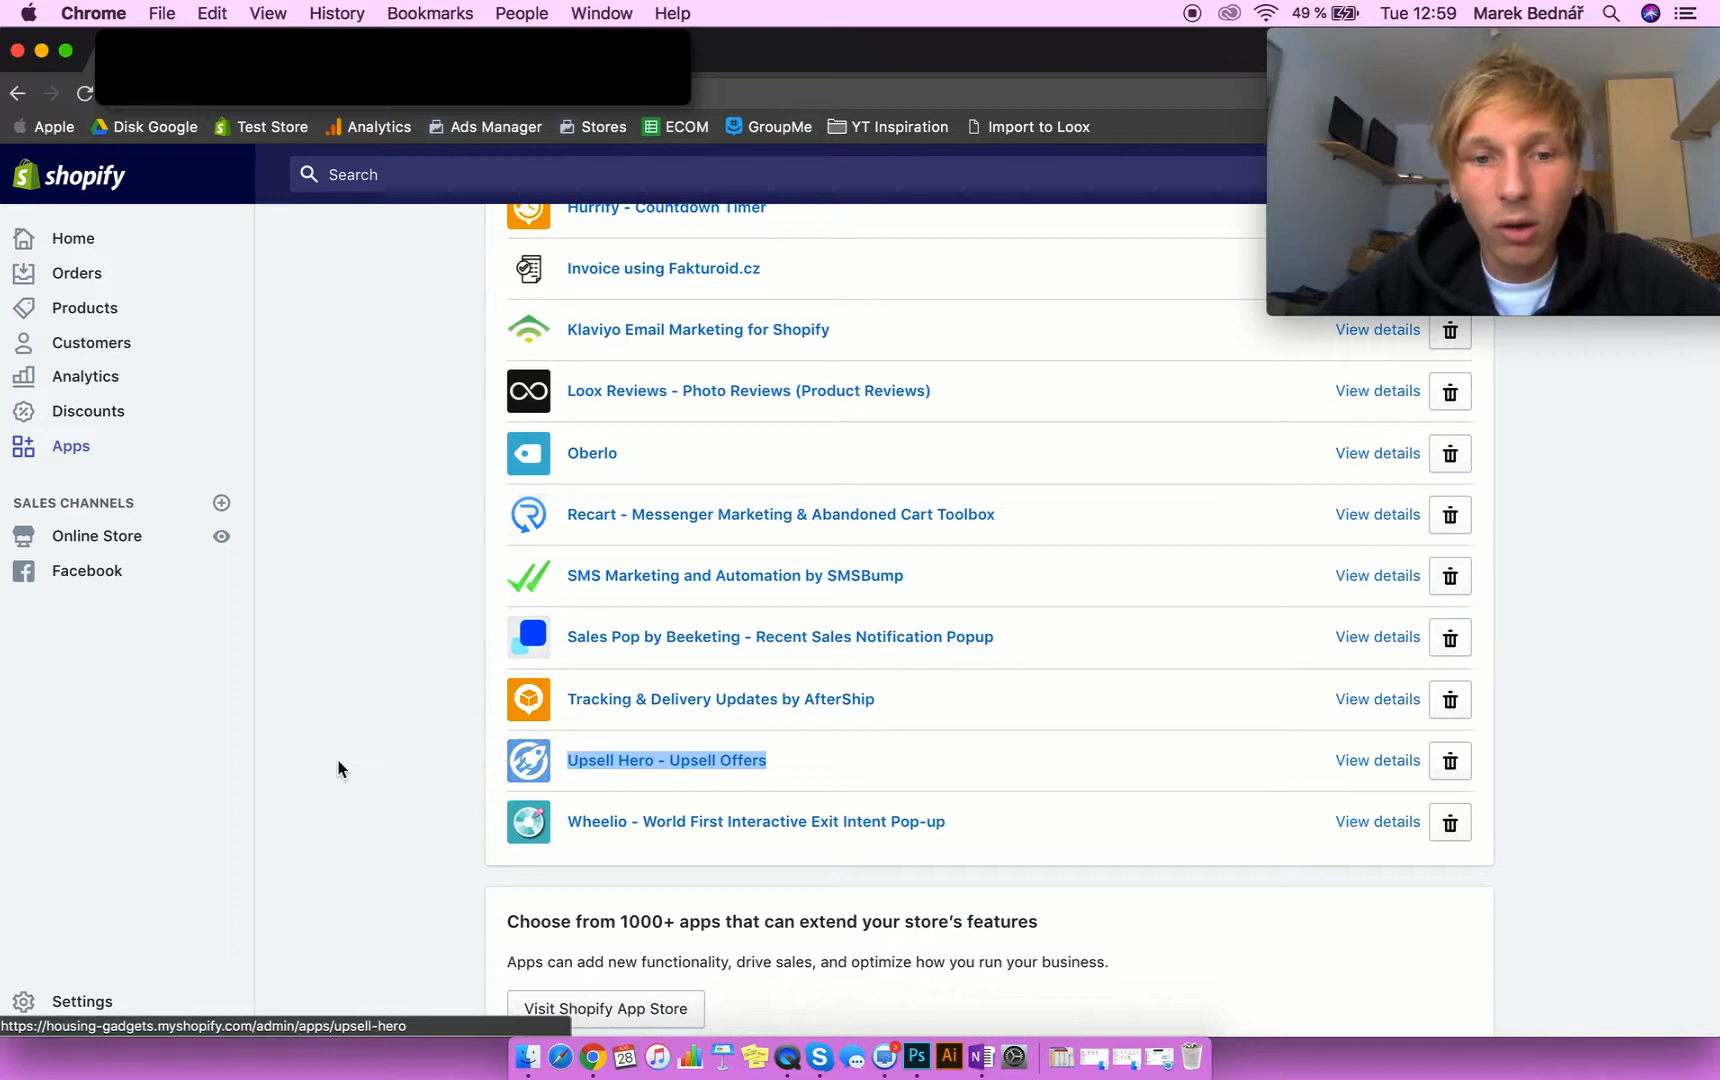 Chrome File Edit View History Bookmarks People Window Help 49 % Tue 12:59 Marek Bednář
Apple Disk Google Test Store Analytics Ads Manager Stores ECOM GroupMe YT Inspiration Import to Loox
shopify Search
Home
Orders
Products
Customers
Analytics
Discounts
Apps
SALES CHANNELS
Online Store
Facebook
Settings
Hurrify - Countdown Timer
Invoice using Fakturoid.cz
Klaviyo Email Marketing for Shopify View details
Loox Reviews - Photo Reviews (Product Reviews) View details
Oberlo View details
Recart - Messenger Marketing & Abandoned Cart Toolbox View details
SMS Marketing and Automation by SMSBump View details
Sales Pop by Beeketing - Recent Sales Notification Popup View details
Tracking & Delivery Updates by AfterShip View details
Upsell Hero - Upsell Offers View details
Wheelio - World First Interactive Exit Intent Pop-up View details
Choose from 1000+ apps that can extend your store's features
Apps can add new functionality, drive sales, and optimize how you run your business.
Visit Shopify App Store
https://housing-gadgets.myshopify.com/admin/apps/upsell-hero
28 3 Ps Ai N